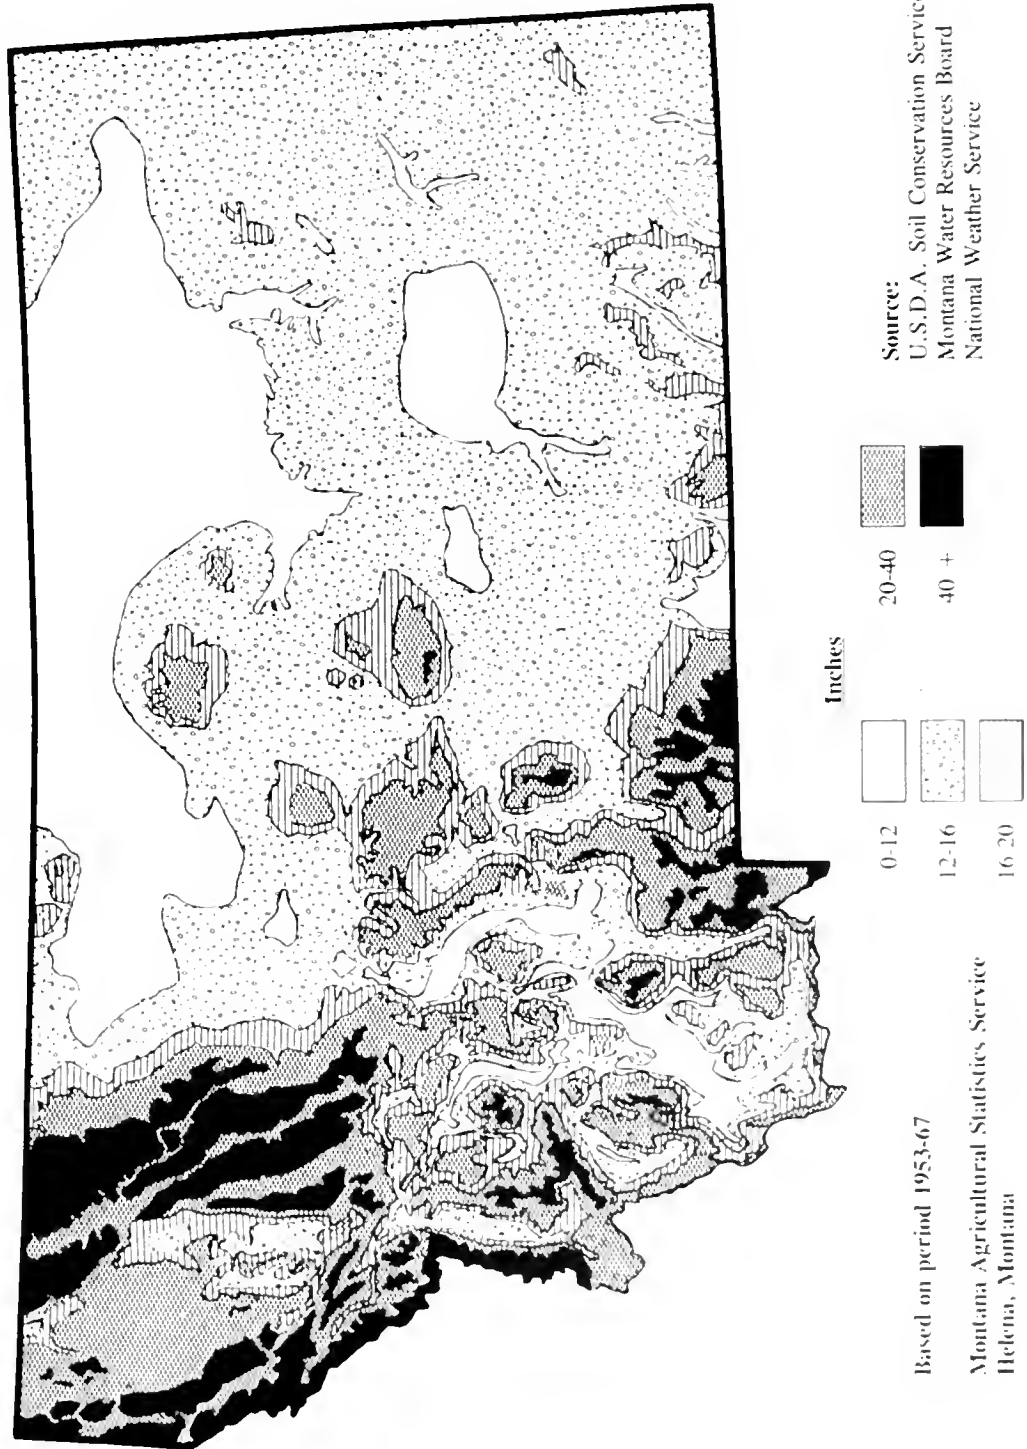 Inches
0-12
12-16
16-20
20-40
40 +
Source:
U.S.D.A. Soil Conservation Service
Montana Water Resources Board
National Weather Service
Based on period 1953-67
Montana Agricultural Statistics Service
Helena, Montana